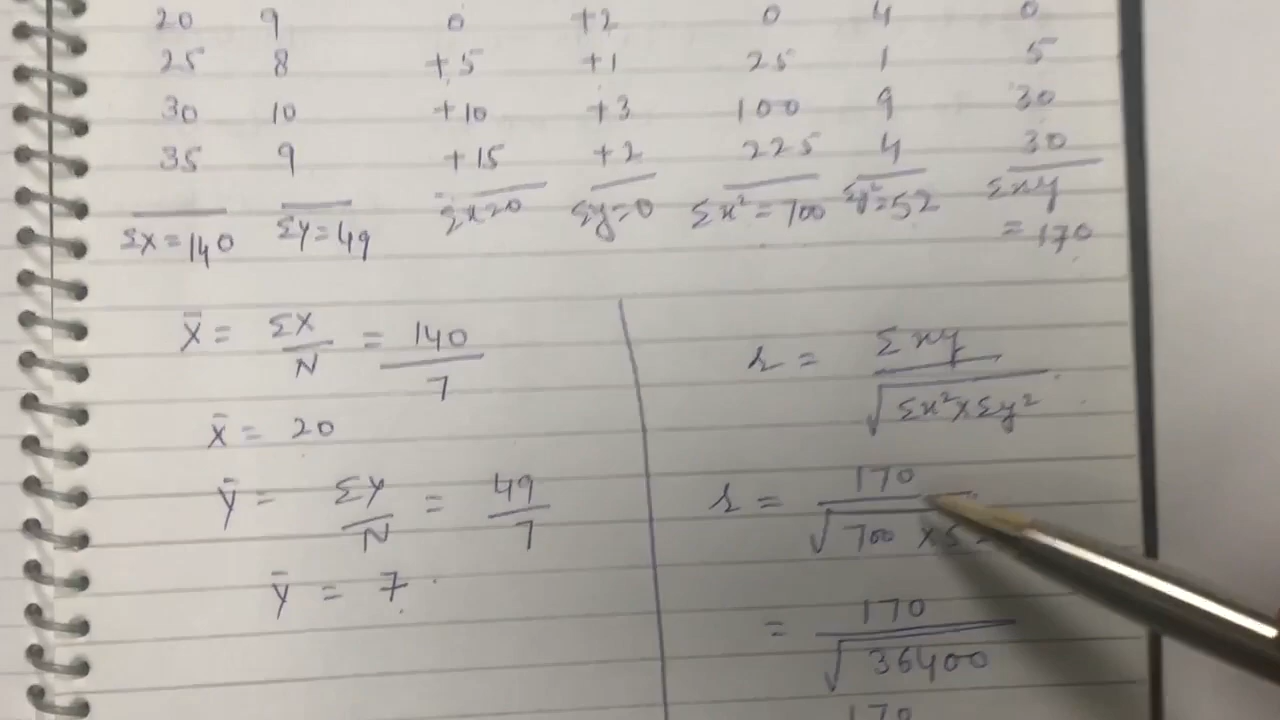 20 9 0 +2 0 4 0
25 8 +5 +1 25 1 5
30 10 +10 +3 100 9 30
35 9 +15 +2 225 4 30
ΣX = 140 Σy = 49 Σx=0 Σy=0 Σx² = 700 Σy²=52 Σxy = 170
X̄ = ΣX/N = 140/7
X̄ = 20
Ȳ = ΣY/N = 49/7
Ȳ = 7
r = Σxy/√Σx²×Σy²
r = 170/√700 ×5
= 170/√36400
170